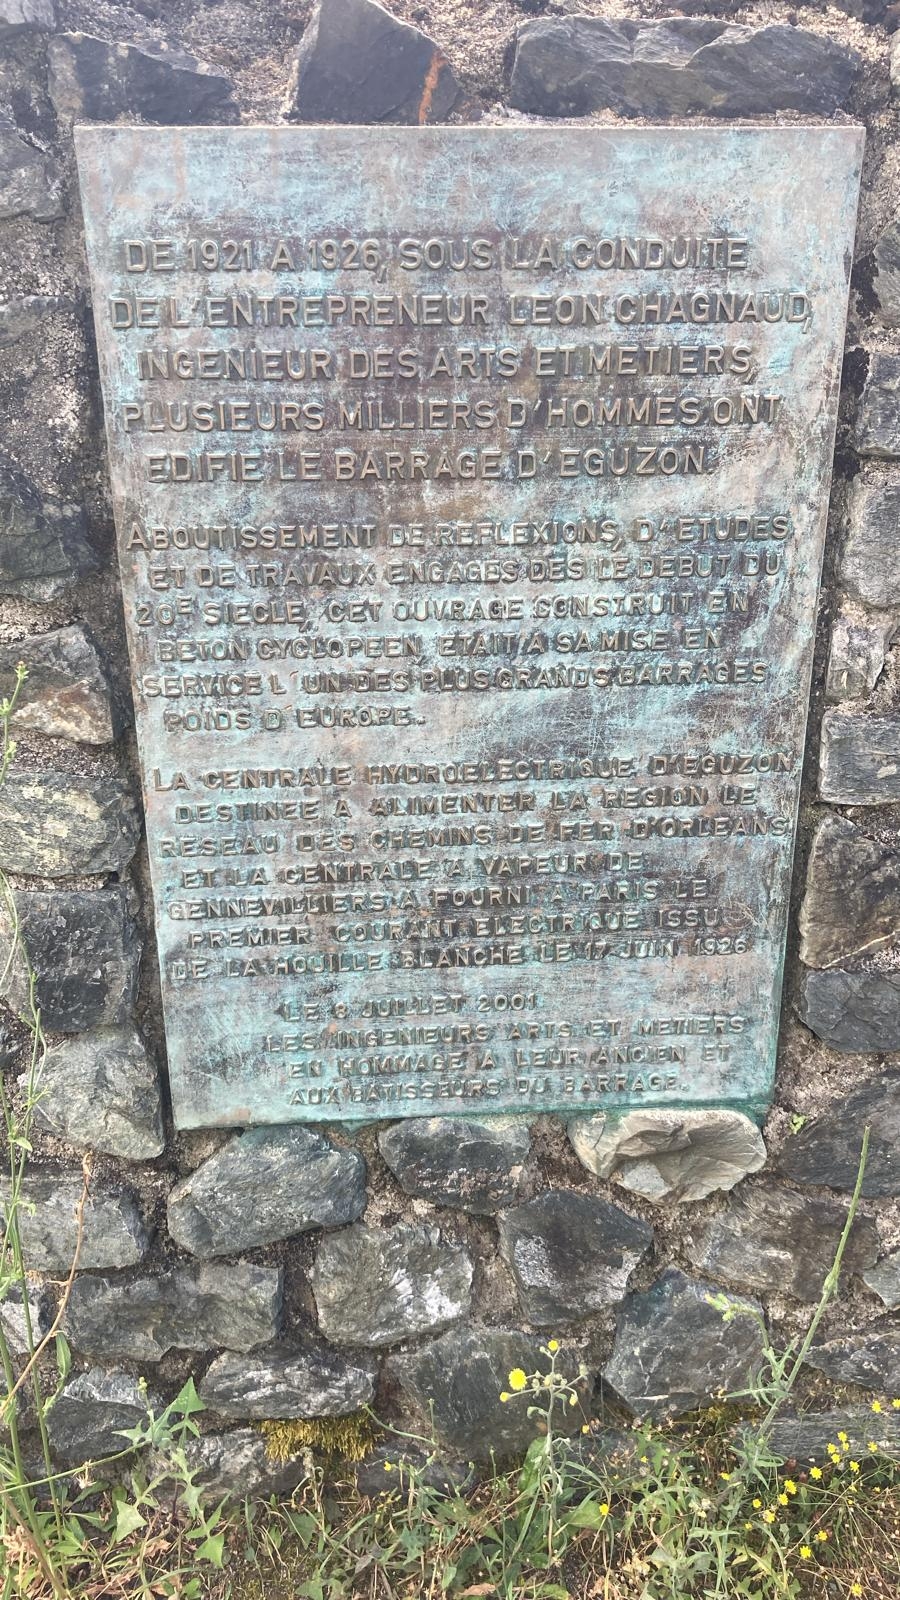 DE 1921 A 1926, SOUS LA CONDUITE
DE L'ENTREPRENEUR LEON CHAGNAUD,
INGENIEUR DES ARTS ET METIERS,
PLUSIEURS MILLIERS D'HOMMES ONT
EDIFIE LE BARRAGE D'EGUZON.
ABOUTISSEMENT DE REFLEXIONS, D'ETUDES
ET DE TRAVAUX ENGAGES DES LE DEBUT DU
20E SIECLE, CET OUVRAGE CONSTRUIT EN
BETON CYCLOPEEN, ETAIT A SA MISE EN
SERVICE L'UN DES PLUS GRANDS BARRAGES
POIDS D'EUROPE.
LA CENTRALE HYDROELECTRIQUE D'EGUZON
DESTINEE A ALIMENTER LA REGION LE
RESEAU DES CHEMINS DE FER D'ORLEANS
ET LA CENTRALE A VAPEUR DE
GENNEVILLIERS A FOURNI A PARIS LE
PREMIER COURANT ELECTRIQUE ISSU
DE LA HOUILLE BLANCHE LE 17 JUIN 1926
LE 8 JUILLET 2001
LES INGENIEURS ARTS ET METIERS
EN HOMMAGE A LEUR ANCIEN ET
AUX BATISSEURS DU BARRAGE.